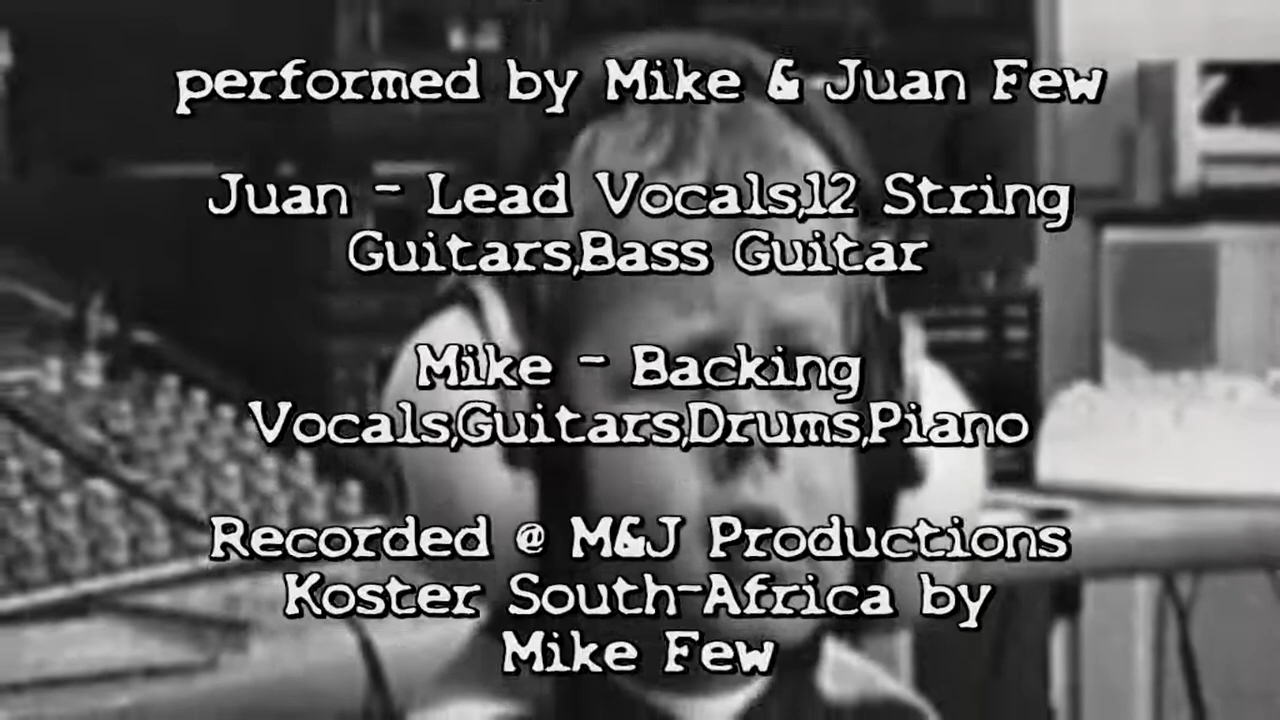 performed by Mike & Juan Few
Juan - Lead Vocals,12 String
Guitars,Bass Guitar
Mike - Backing
Vocals,Guitars,Drums,Piano
Recorded @ M&J Productions
Koster South-Africa by
Mike Few